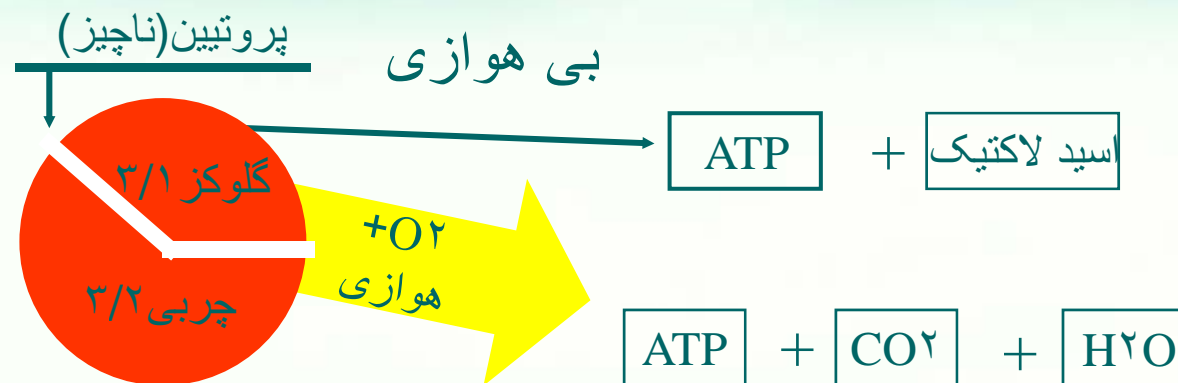 پروتیین(ناچیز)
بی هوازی
ATP + اسید لاکتیک
گلوکز ۳/۱
+O۲
هوازی
چربی۳/۲
ATP + CO۲ + H۲O